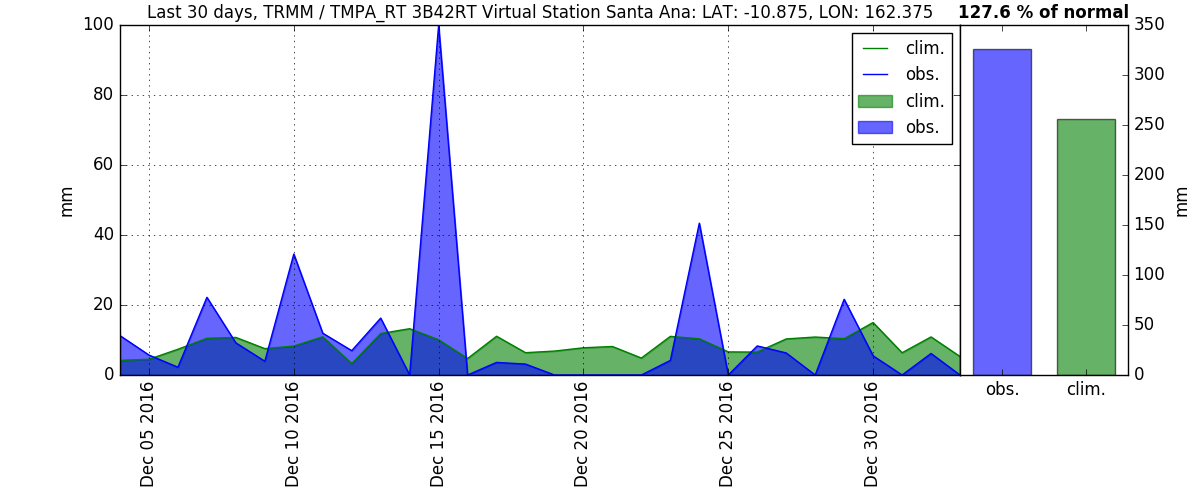 Last 30 days, TRMM / TMPA_RT 3B42RT Virtual Station Santa Ana: LAT: -10.875, LON: 162.375
127.6 % of normal
100
80
60
40
20
0
mm
clim.
obs.
clim.
obs.
Dec 05 2016
Dec 10 2016
Dec 15 2016
Dec 20 2016
Dec 25 2016
Dec 30 2016
350
300
250
200
150
100
50
0
mm
obs.
clim.